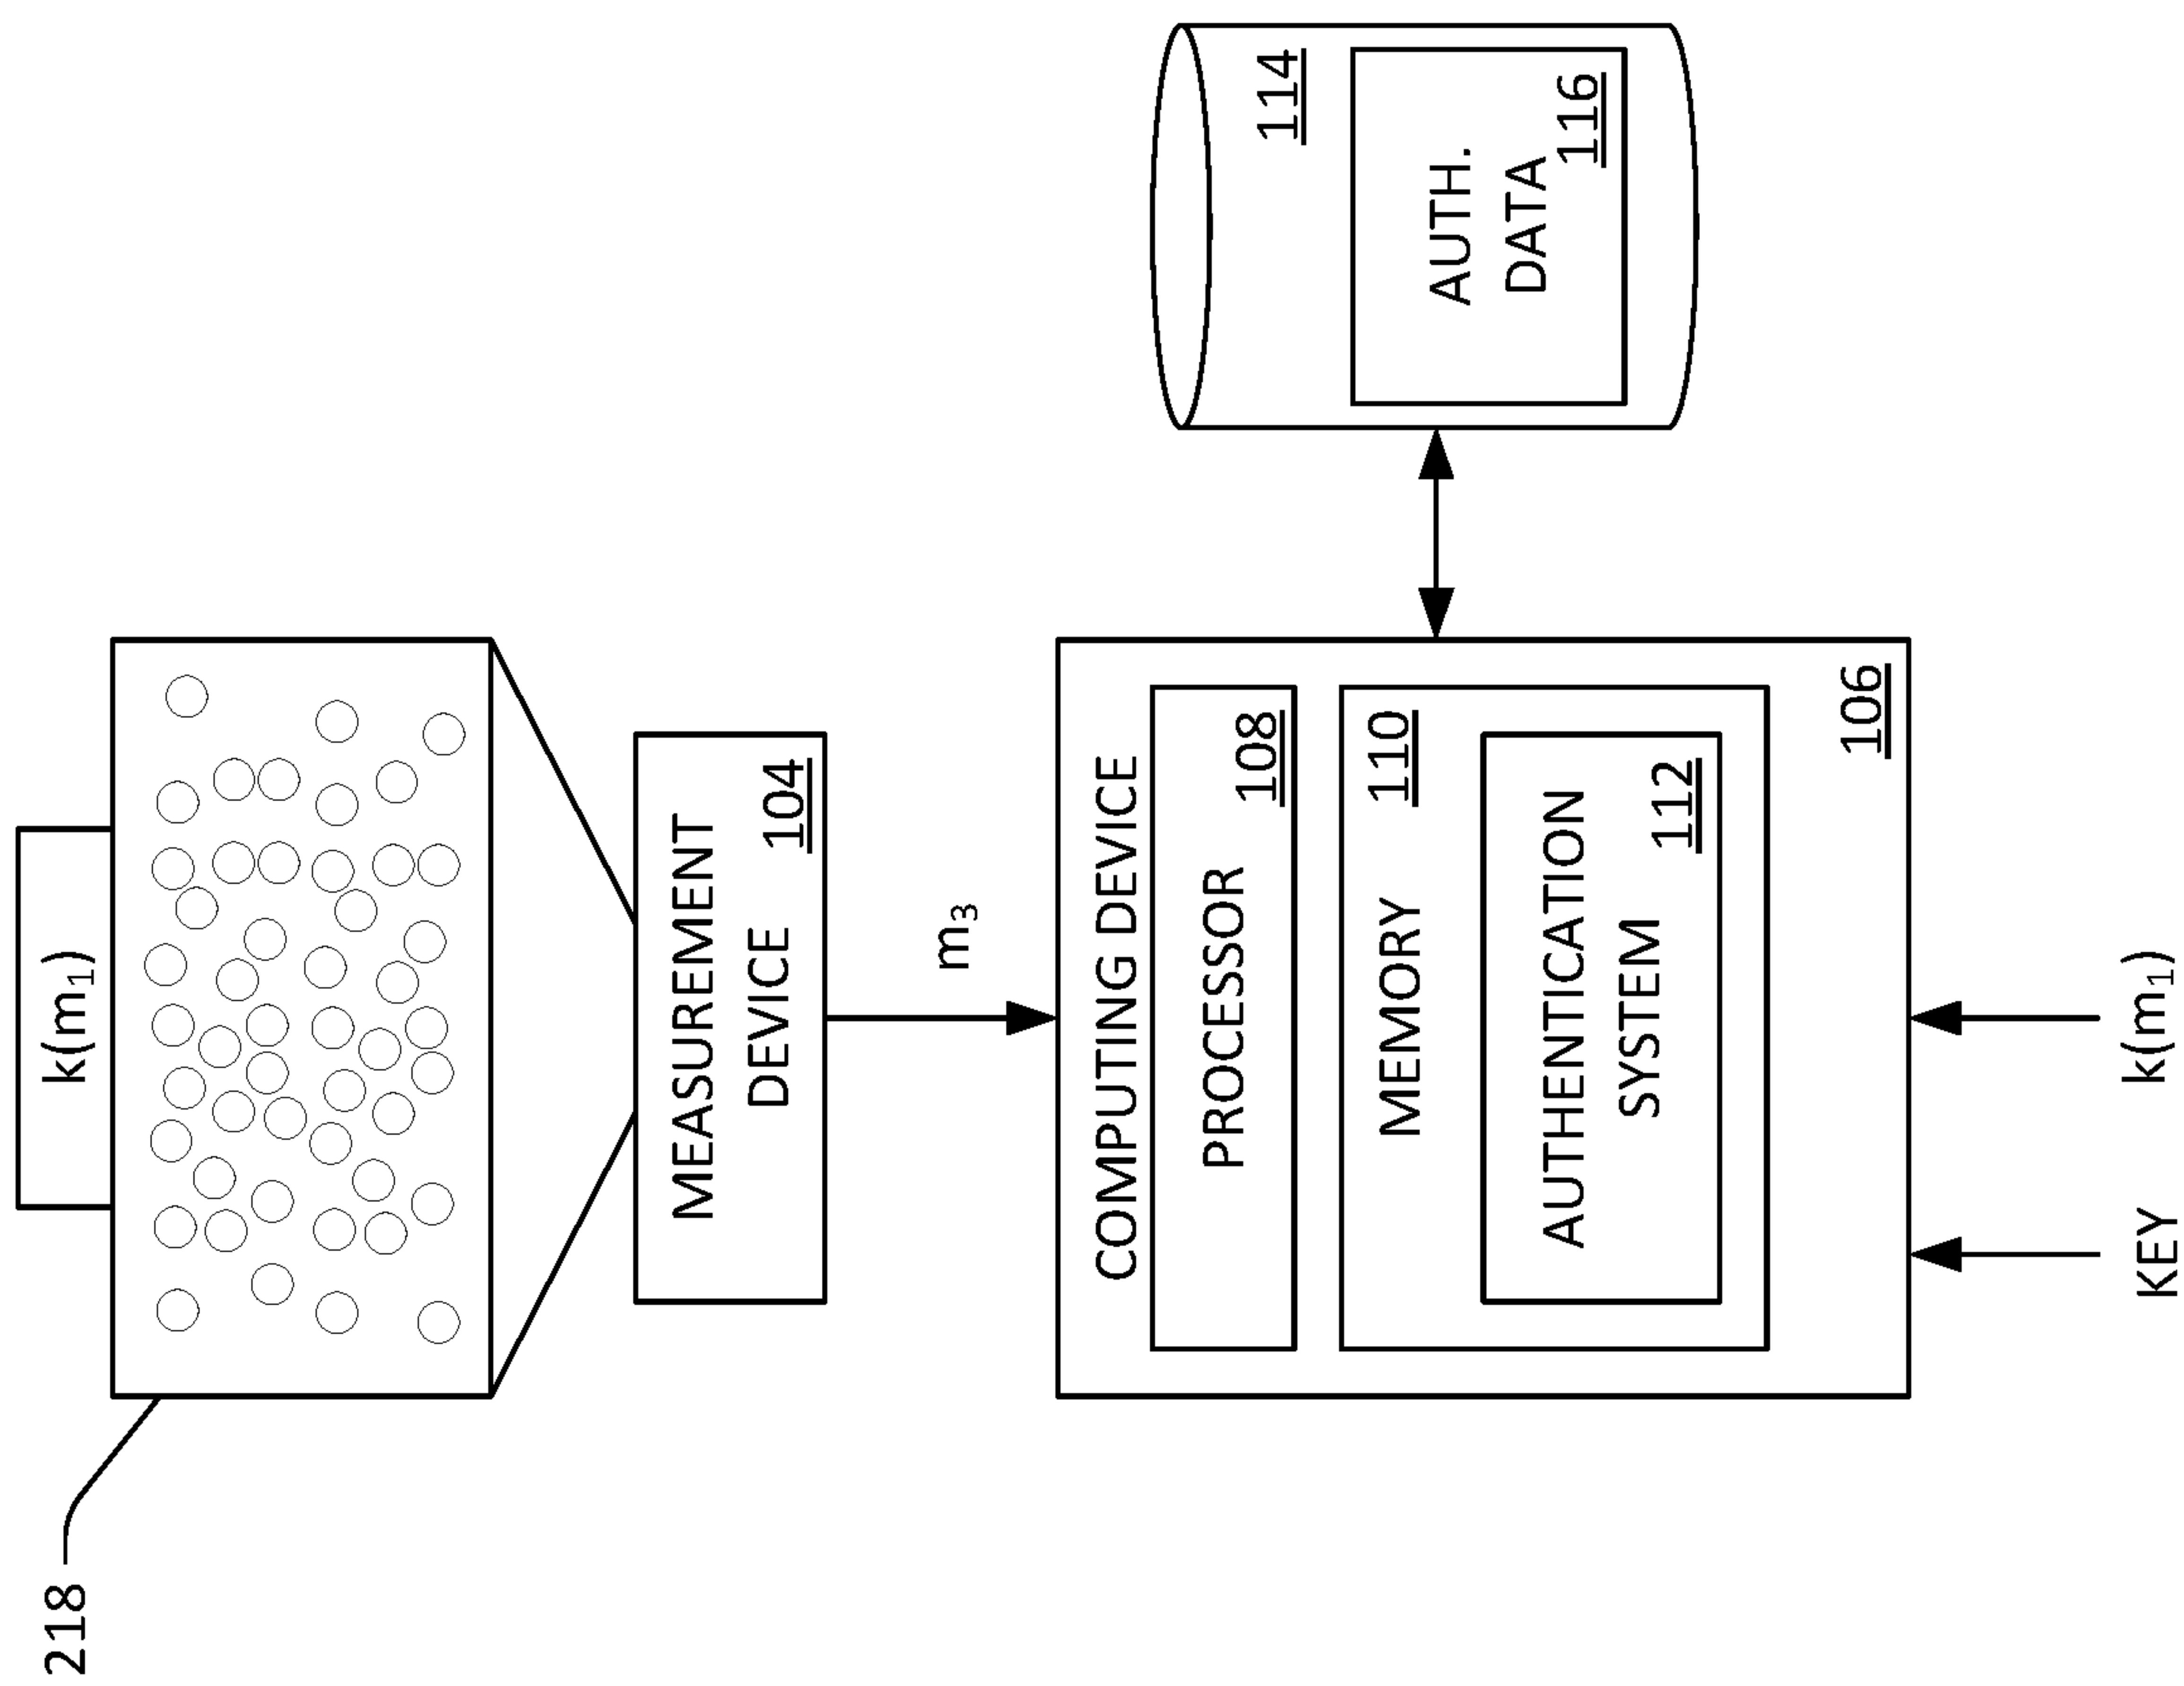 218
k(m₁)
MEASUREMENT
DEVICE
104
m₃
COMPUTING DEVICE
PROCESSOR
108
MEMORY
110
AUTHENTICATION
SYSTEM
112
106
KEY
k(m₁)
114
AUTH.
DATA
116